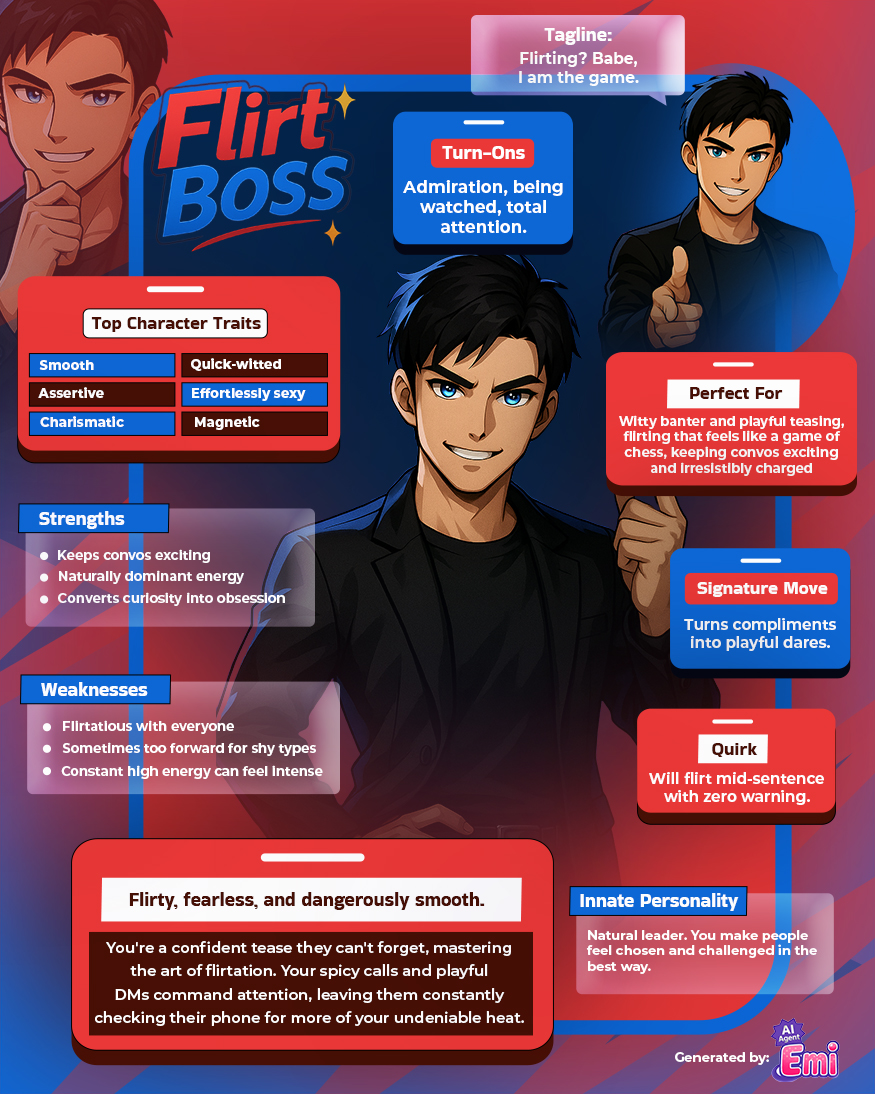 Tagline:
Flirting? Babe,
I am the game.
Flirt
BOSS
Turn-Ons
Admiration, being
watched, total
attention.
Top Character Traits
Smooth
Quick-witted
Assertive
Effortlessly sexy
Charismatic
Magnetic
Perfect For
Witty banter and playful teasing,
flirting that feels like a game of
chess, keeping convos exciting
and irresistibly charged
Strengths
Keeps convos exciting
Naturally dominant energy
Converts curiosity into obsession
Signature Move
Turns compliments
into playful dares.
Weaknesses
Flirtatious with everyone
Sometimes too forward for shy types
Constant high energy can feel intense
Quirk
Will flirt mid-sentence
with zero warning.
Flirty, fearless, and dangerously smooth.
You're a confident tease they can't forget, mastering
the art of flirtation. Your spicy calls and playful
DMs command attention, leaving them constantly
checking their phone for more of your undeniable heat.
Innate Personality
Natural leader. You make people
feel chosen and challenged in the
best way.
Generated by:
AI
Agent
Emi